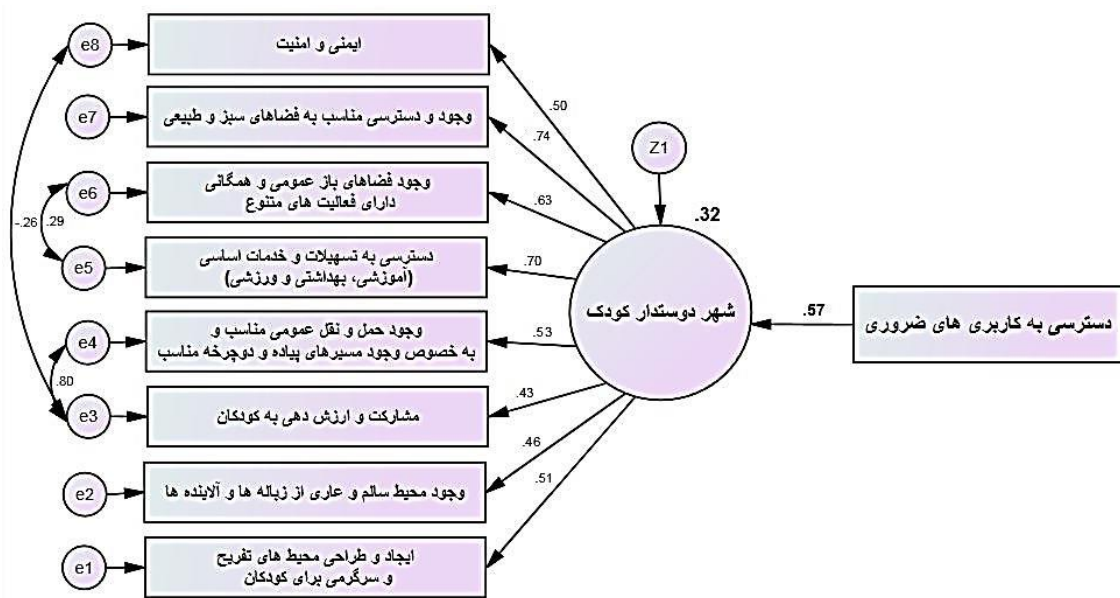 e8
ایمنی و امنیت
.50
e7
وجود و دسترسی مناسب به فضاهای سبز و طبیعی
.74
Z1
e6
وجود فضاهای باز عمومی و همگانی
دارای فعالیت های متنوع
.63
.32
-.26
.29
e5
دسترسی به تسهیلات و خدمات اساسی
(آموزشی، بهداشتی و ورزشی)
.70
شهر دوستدار کودک
.57
دسترسی به کاربری های ضروری
e4
وجود حمل و نقل عمومی مناسب و
به خصوص وجود مسیرهای پیاده و دوچرخه مناسب
.53
.80
e3
مشارکت و ارزش دهی به کودکان
.43
e2
وجود محیط سالم و عاری از زباله ها و آلاینده ها
.46
e1
ایجاد و طراحی محیط های تفریح
و سرگرمی برای کودکان
.51